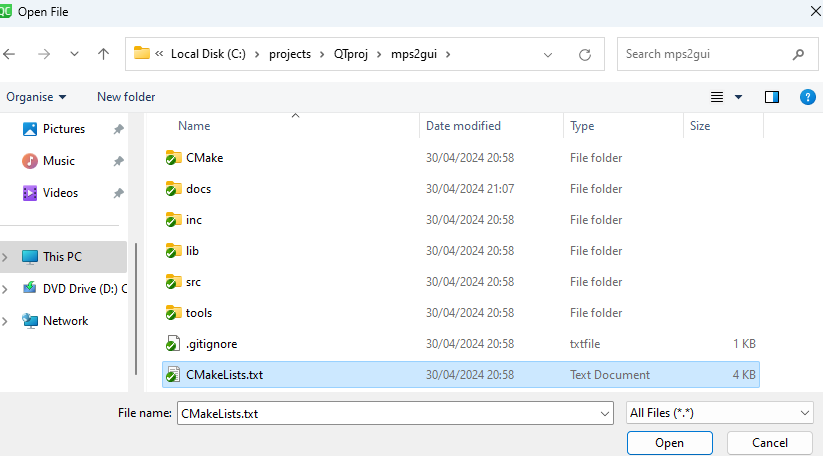 QC Open File
« Local Disk (C:) > projects > QTproj > mps2gui >
Search mps2gui
Organise New folder ?
Name Date modified Type Size
Pictures
Music
Videos
This PC
DVD Drive (D:) C
Network
CMake 30/04/2024 20:58 File folder
docs 30/04/2024 21:07 File folder
inc 30/04/2024 20:58 File folder
lib 30/04/2024 20:58 File folder
src 30/04/2024 20:58 File folder
tools 30/04/2024 20:58 File folder
.gitignore 30/04/2024 20:58 txtfile 1 KB
CMakeLists.txt 30/04/2024 20:58 Text Document 4 KB
File name: CMakeLists.txt All Files (*.*)
Open Cancel